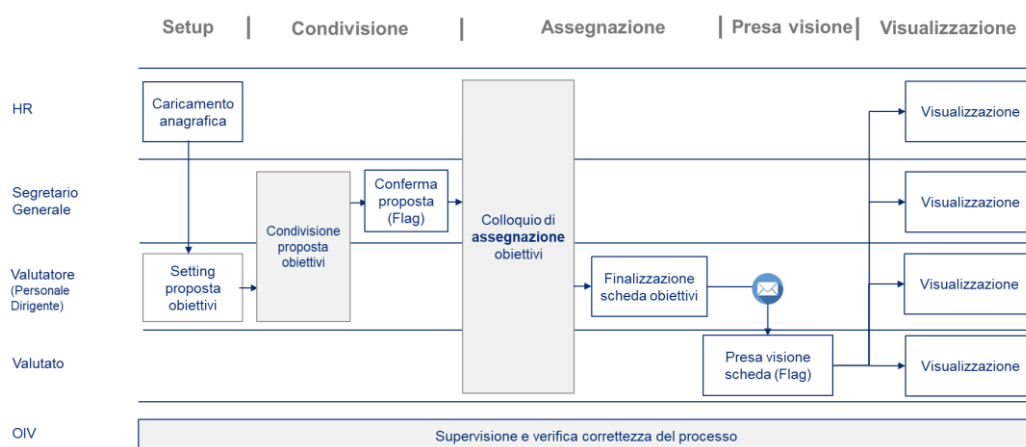 Setup | Condivisione | Assegnazione | Presa visione | Visualizzazione
HR
Caricamento
anagrafica
Visualizzazione
Segretario
Generale
Conferma
proposta
(Flag)
Visualizzazione
Condivisione
proposta
obiettivi
Colloquio di
assegnazione
obiettivi
Valutatore
(Personale
Dirigente)
Setting
proposta
obiettivi
Finalizzazione
scheda obiettivi
Visualizzazione
Valutato
Presa visione
scheda (Flag)
Visualizzazione
OIV
Supervisione e verifica correttezza del processo